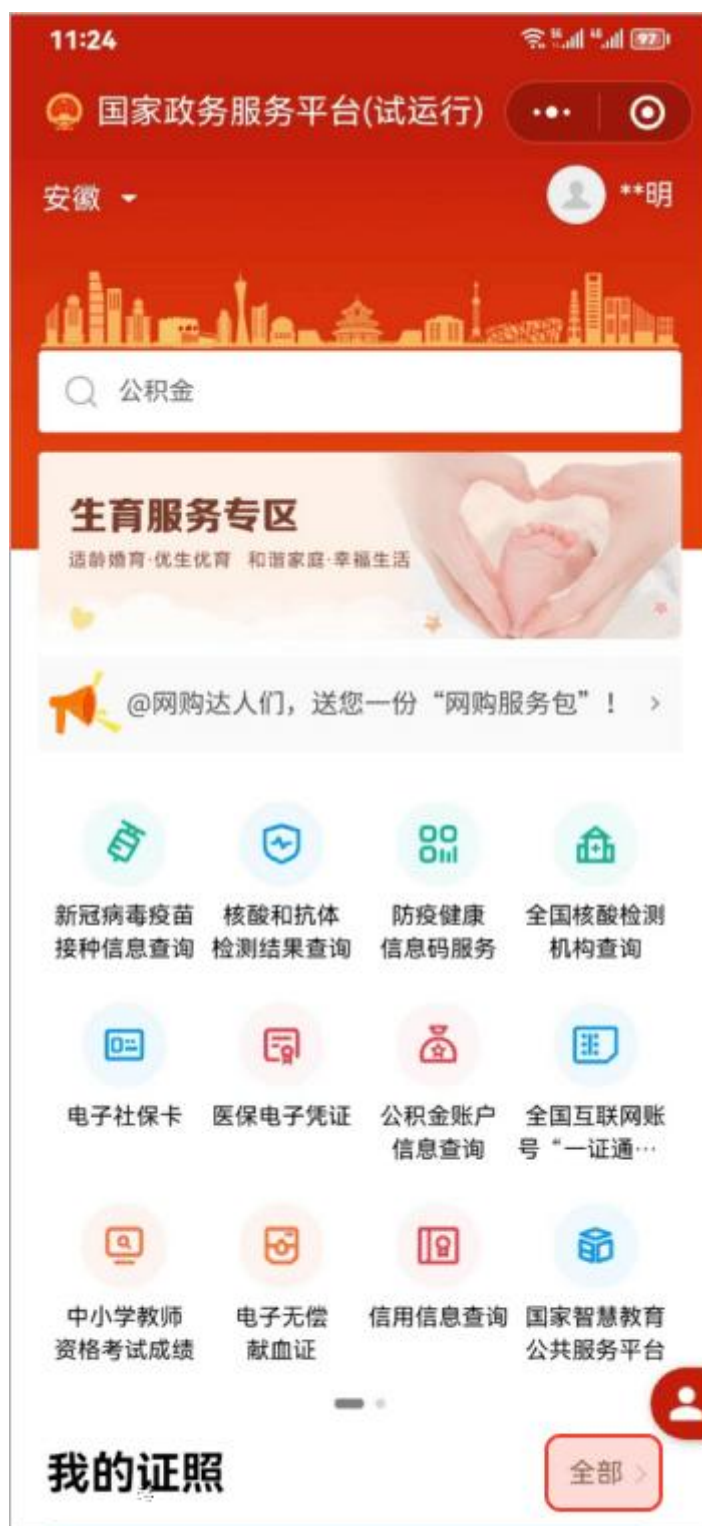 11:24
5G 4G 97
国家政务服务平台(试运行)
安徽
**明
公积金
生育服务专区
适龄婚育·优生优育 和谐家庭·幸福生活
@网购达人们，送您一份“网购服务包”！ >
新冠病毒疫苗 核酸和抗体 防疫健康 全国核酸检测
接种信息查询 检测结果查询 信息码服务 机构查询
电子社保卡 医保电子凭证 公积金账户 全国互联网账
信息查询 号“一证通…
中小学教师 电子无偿 信用信息查询 国家智慧教育
资格考试成绩 献血证 公共服务平台
我的证照 全部 >